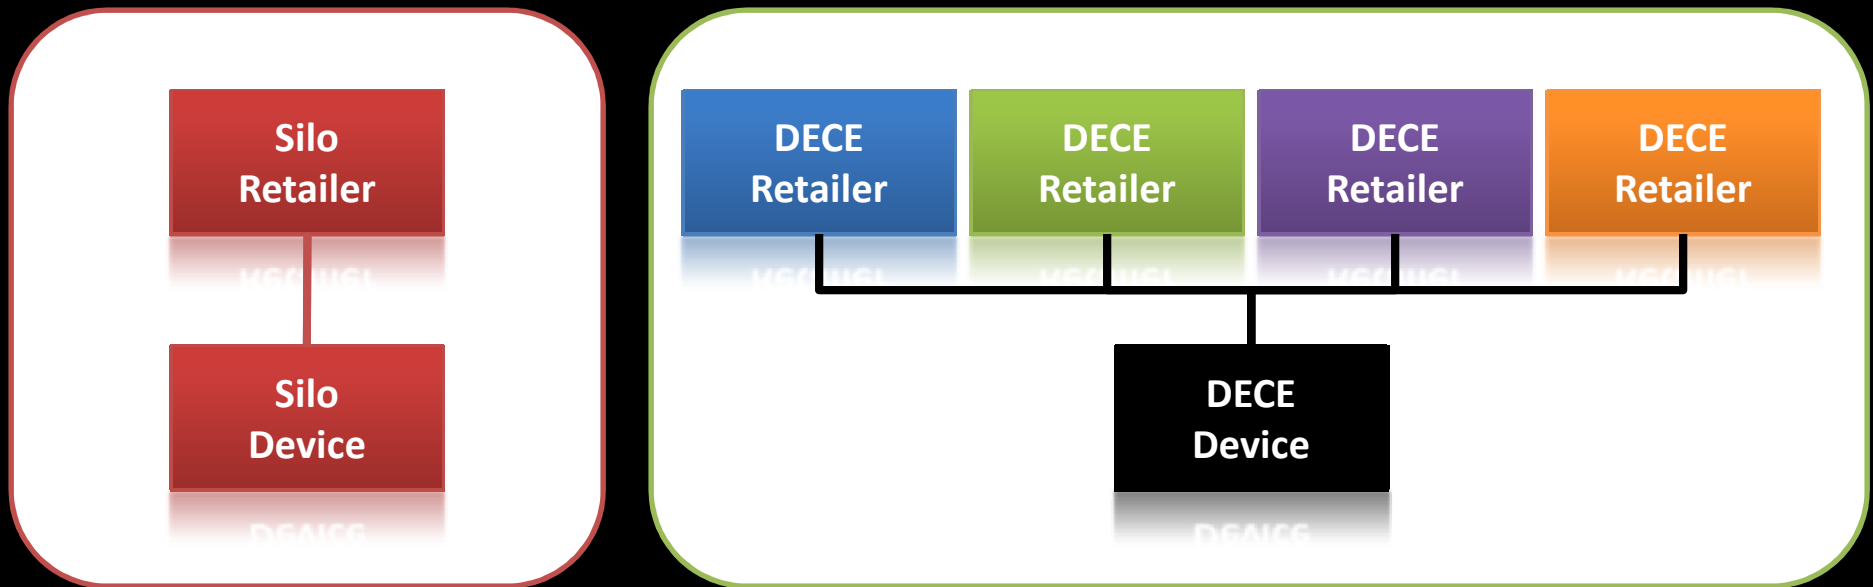 Silo
Retailer
Silo
Device
DECE
Retailer
DECE
Retailer
DECE
Retailer
DECE
Retailer
DECE
Device